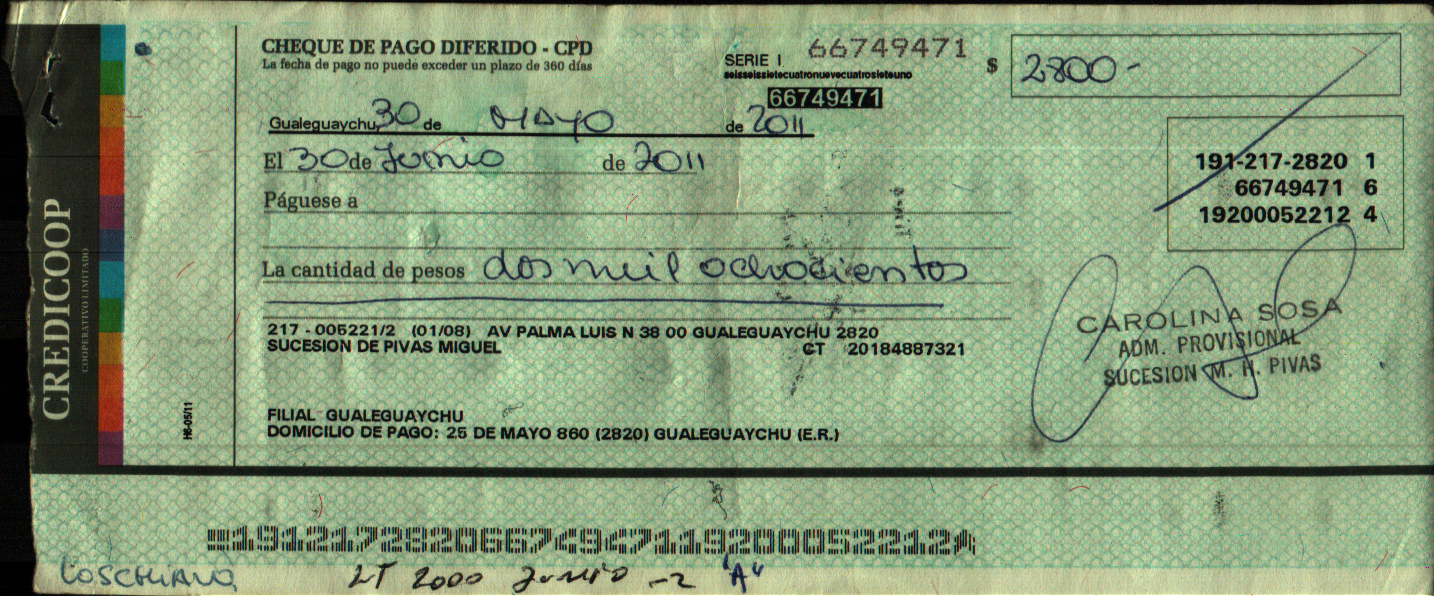 CREDICOOP
COOPERATIVO LIMITADO
H6-05/11
CHEQUE DE PAGO DIFERIDO - CPD
La fecha de pago no puede exceder un plazo de 360 días
SERIE I 66749471
seisseissietecuatronuevecuatrosieteuno
66749471
$ 2800-
Gualeguaychu, 30 de MAYO de 2011
El 30 de Junio de 2011
191-217-2820 1
66749471 6
19200052212 4
Páguese a
La cantidad de pesos dos mil ochocientos
217 - 005221/2 (01/08) AV PALMA LUIS N 38 00 GUALEGUAYCHU 2820
SUCESION DE PIVAS MIGUEL CT 20184887321
CAROLINA SOSA
ADM. PROVISIONAL
SUCESION M. H. PIVAS
FILIAL GUALEGUAYCHU
DOMICILIO DE PAGO: 25 DE MAYO 860 (2820) GUALEGUAYCHU (E.R.)
19121728206674947119200052212
LT 2000 Junio -2 "A"